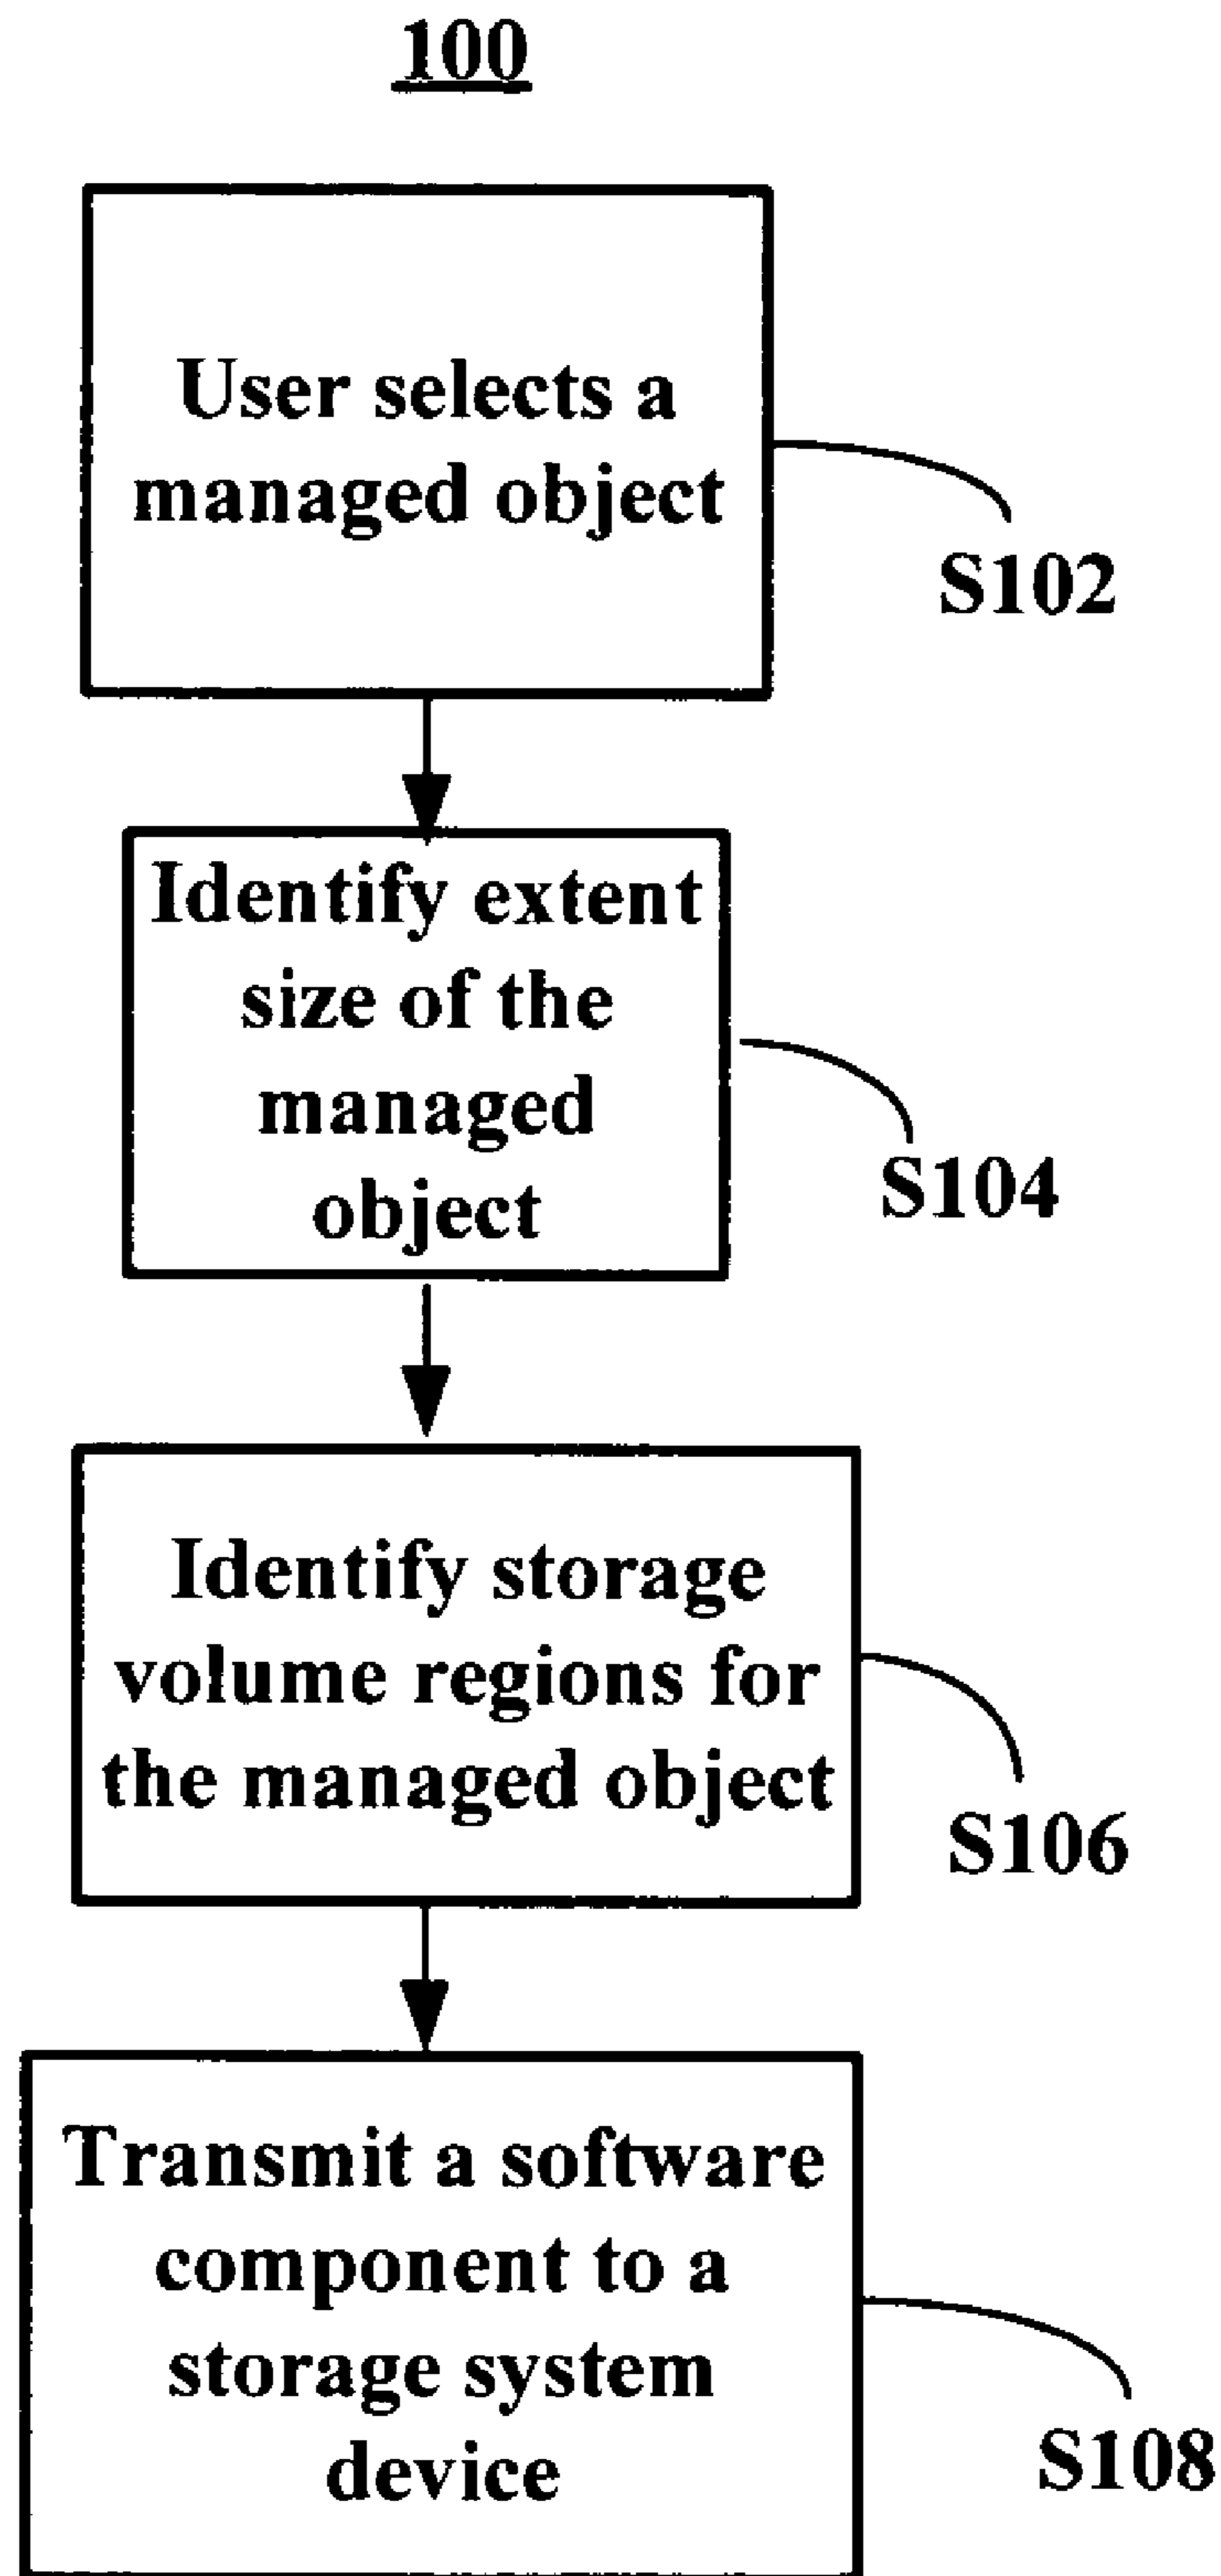 100
User selects a
managed object
S102
Identify extent
size of the
managed
object
S104
Identify storage
volume regions for
the managed object
S106
Transmit a software
component to a
storage system
device
S108